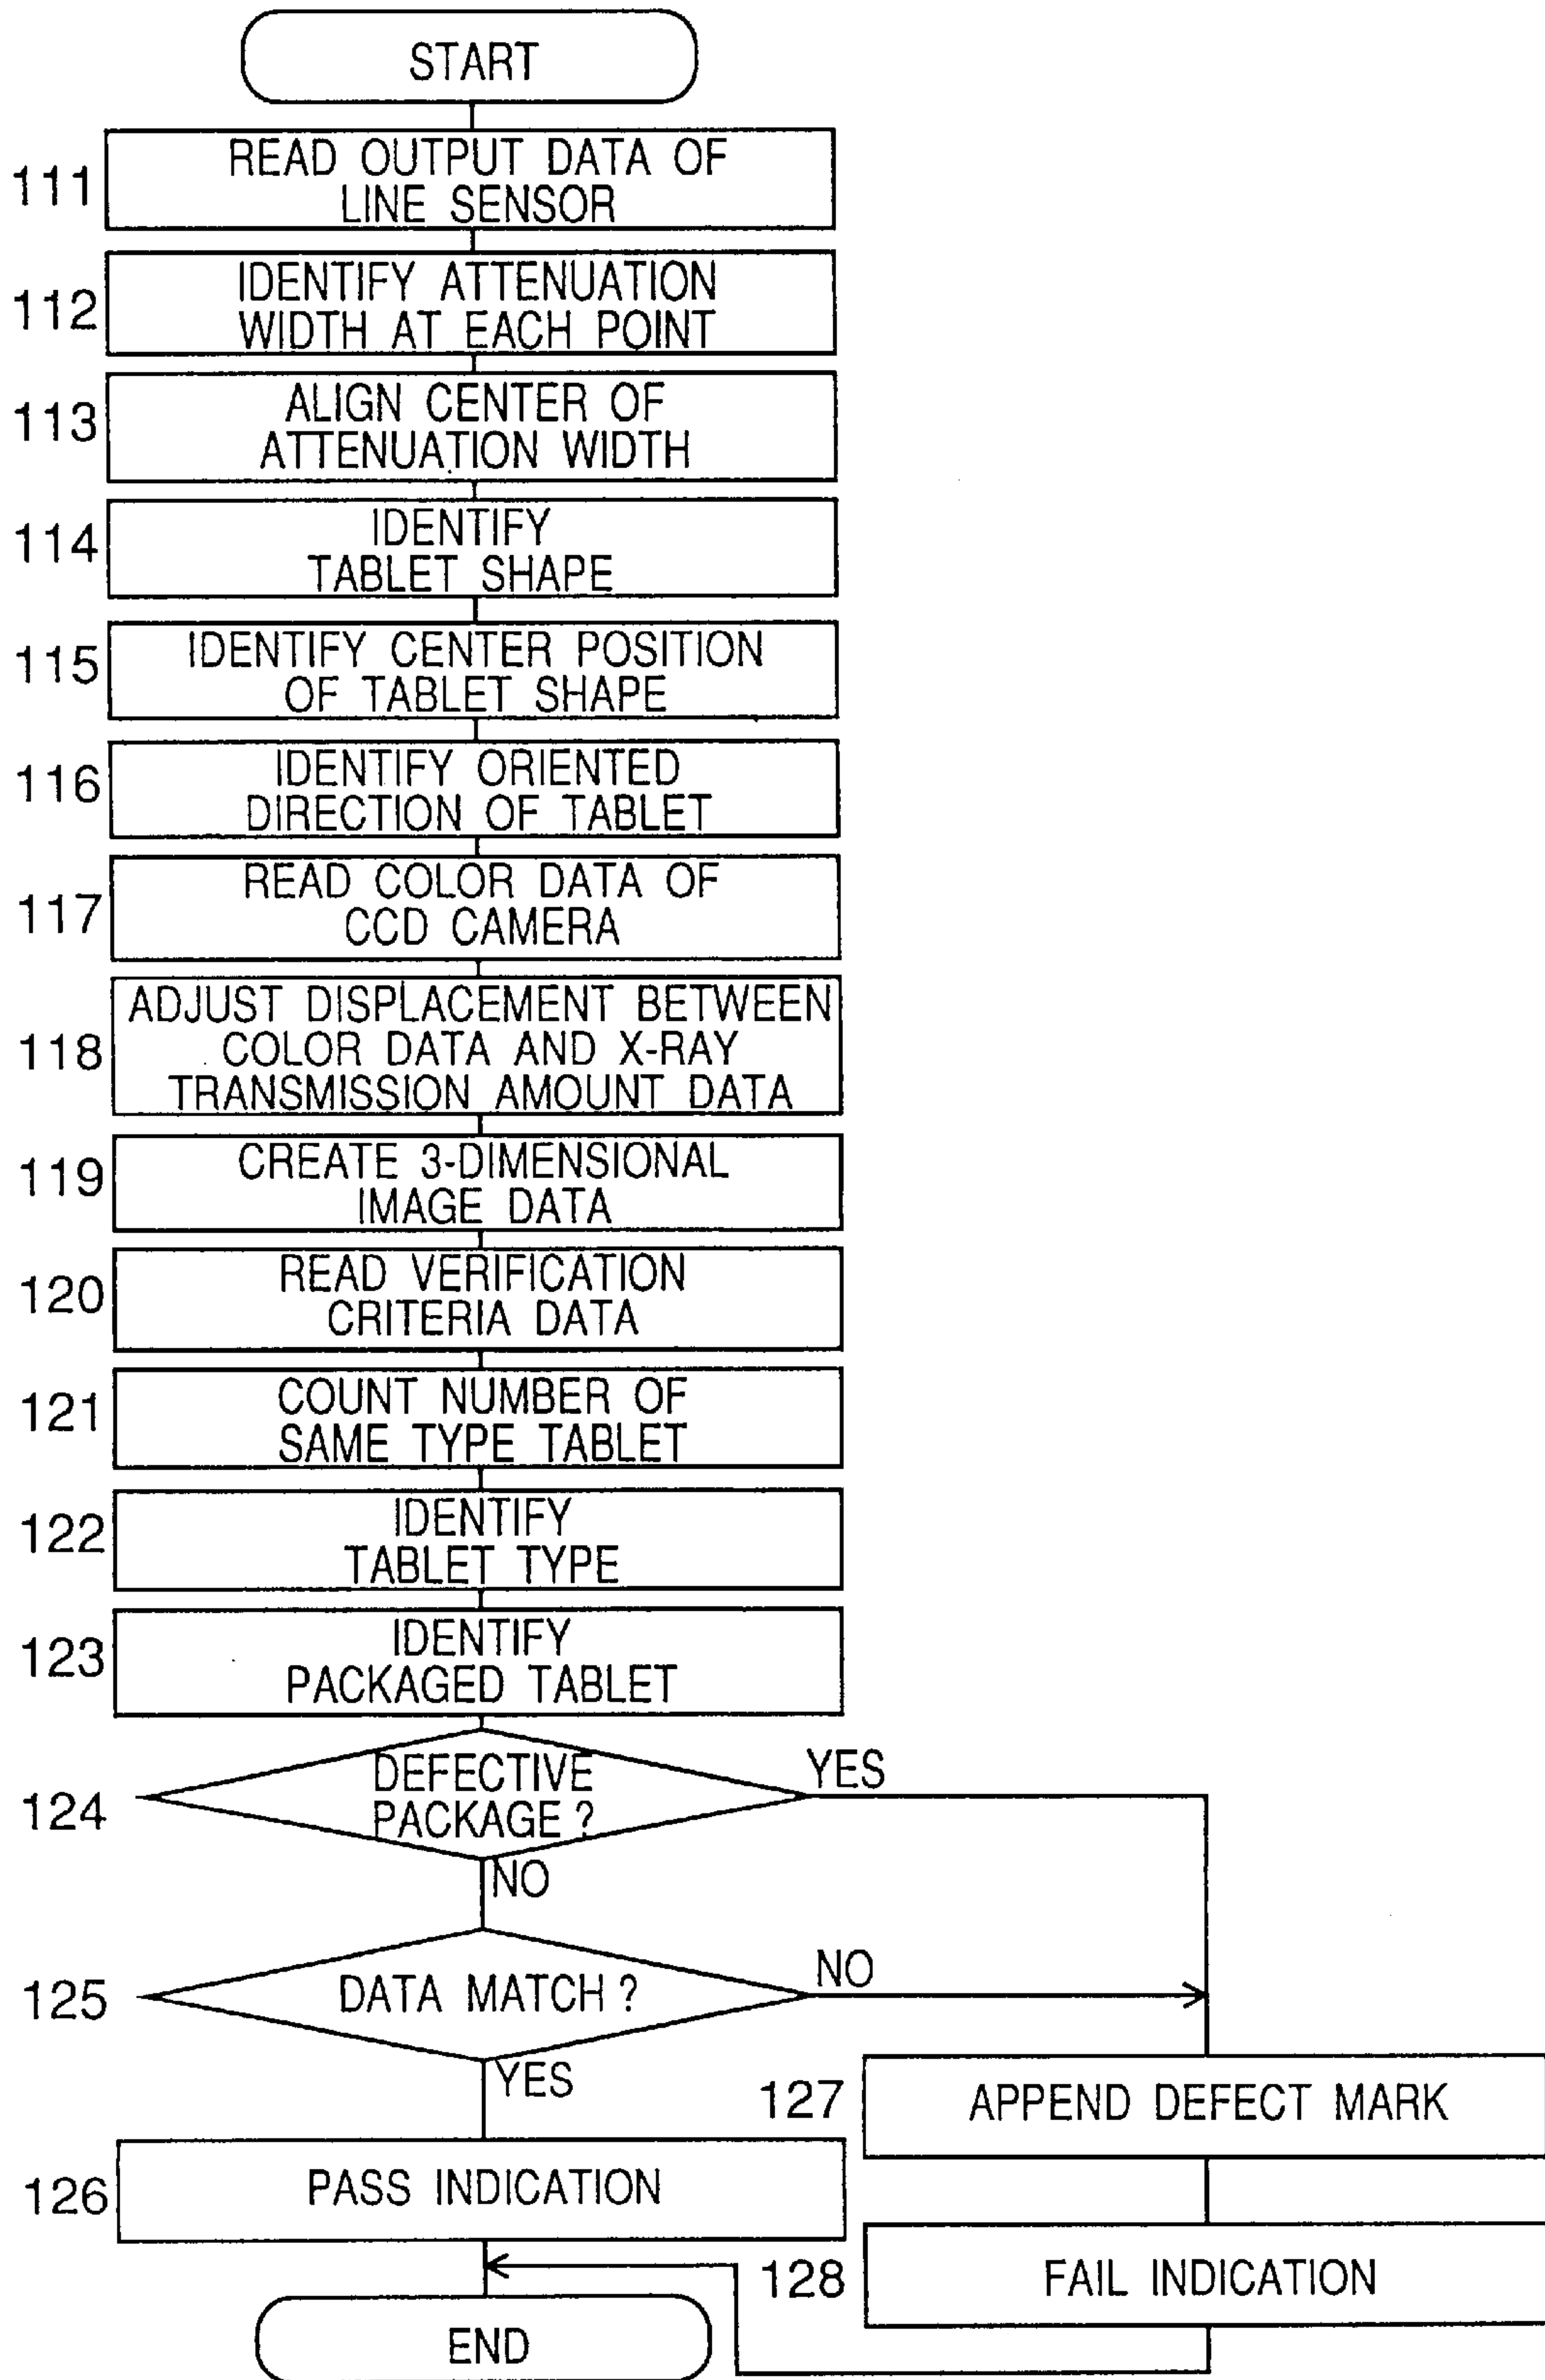 START
111
READ OUTPUT DATA OF
LINE SENSOR
112
IDENTIFY ATTENUATION
WIDTH AT EACH POINT
113
ALIGN CENTER OF
ATTENUATION WIDTH
114
IDENTIFY
TABLET SHAPE
115
IDENTIFY CENTER POSITION
OF TABLET SHAPE
116
IDENTIFY ORIENTED
DIRECTION OF TABLET
117
READ COLOR DATA OF
CCD CAMERA
118
ADJUST DISPLACEMENT BETWEEN
COLOR DATA AND X-RAY
TRANSMISSION AMOUNT DATA
119
CREATE 3-DIMENSIONAL
IMAGE DATA
120
READ VERIFICATION
CRITERIA DATA
121
COUNT NUMBER OF
SAME TYPE TABLET
122
IDENTIFY
TABLET TYPE
123
IDENTIFY
PACKAGED TABLET
124
DEFECTIVE
PACKAGE ?
YES
NO
125
DATA MATCH ?
NO
YES
127
APPEND DEFECT MARK
126
PASS INDICATION
128
FAIL INDICATION
END